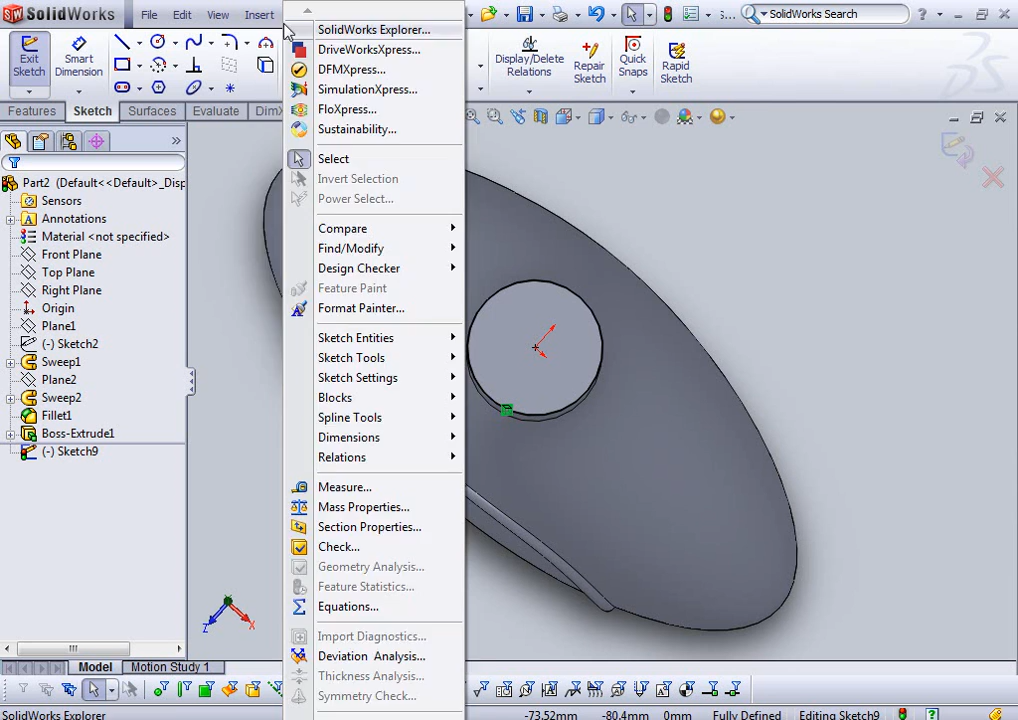 SolidWorks File Edit View Insert SolidWorks Search
SolidWorks Explorer...
DriveWorksXpress...
DFMXpress...
SimulationXpress...
FloXpress...
Sustainability...
Select
Invert Selection
Power Select...
Compare
Find/Modify
Design Checker
Feature Paint
Format Painter...
Sketch Entities
Sketch Tools
Sketch Settings
Blocks
Spline Tools
Dimensions
Relations
Measure...
Mass Properties...
Section Properties...
Check...
Geometry Analysis...
Feature Statistics...
Equations...
Import Diagnostics...
Deviation Analysis...
Thickness Analysis...
Symmetry Check...
Exit
Sketch
Smart
Dimension
Display/Delete
Relations
Repair
Sketch
Quick
Snaps
Rapid
Sketch
Features Sketch Surfaces Evaluate DimX
Part2 (Default<<Default>_Disp
Sensors
Annotations
Material <not specified>
Front Plane
Top Plane
Right Plane
Origin
Plane1
(-) Sketch2
Sweep1
Plane2
Sweep2
Fillet1
Boss-Extrude1
(-) Sketch9
Z X
Model Motion Study 1
SolidWorks Explorer -73.52mm -80.4mm 0mm Fully Defined Editing Sketch9